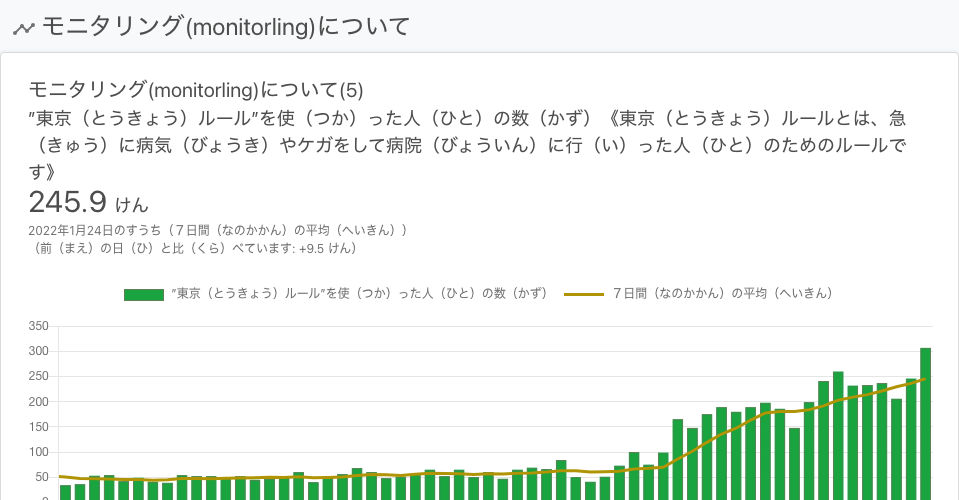 モニタリング(monitorling)について
モニタリング(monitorling)について(5)
”東京（とうきょう）ルール”を使（つか）った人（ひと）の数（かず）《東京（とうきょう）ルールとは、急
（きゅう）に病気（びょうき）やケガをして病院（びょういん）に行（い）った人（ひと）のためのルールで
す》
245.9 けん
2022年1月24日のすうち（７日間（なのかかん）の平均（へいきん））
（前（まえ）の日（ひ）と比（くら）べています: +9.5 けん）
”東京（とうきょう）ルール”を使（つか）った人（ひと）の数（かず） ７日間（なのかかん）の平均（へいきん）
350
300
250
200
150
100
50
0